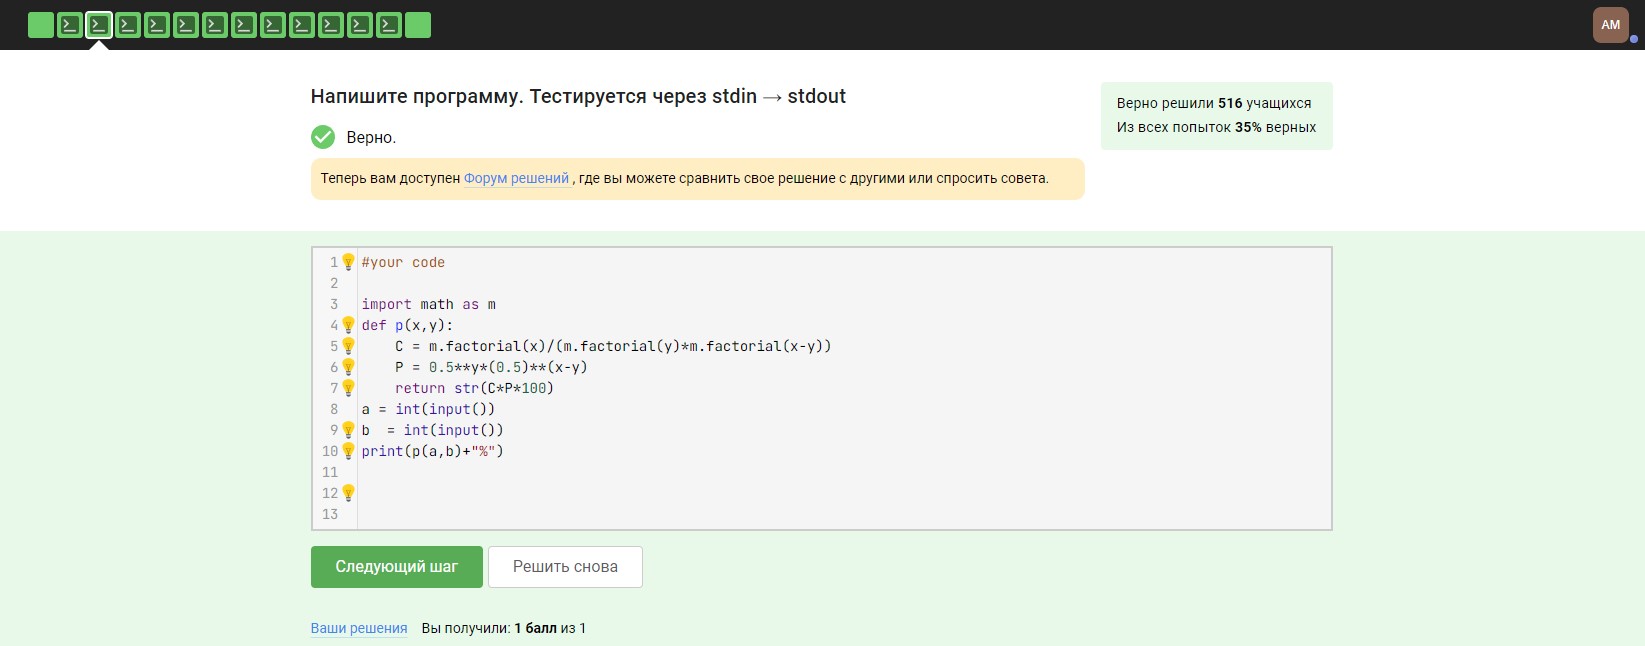 AM
Напишите программу. Тестируется через stdin → stdout
Верно решили 516 учащихся
Из всех попыток 35% верных
Верно.
Теперь вам доступен Форум решений , где вы можете сравнить свое решение с другими или спросить совета.
1 #your code
2
3 import math as m
4 def p(x,y):
5     C = m.factorial(x)/(m.factorial(y)*m.factorial(x-y))
6     P = 0.5**y*(0.5)**(x-y)
7     return str(C*P*100)
8 a = int(input())
9 b  = int(input())
10 print(p(a,b)+"%")
11
12
13
Следующий шаг
Решить снова
Ваши решения Вы получили: 1 балл из 1